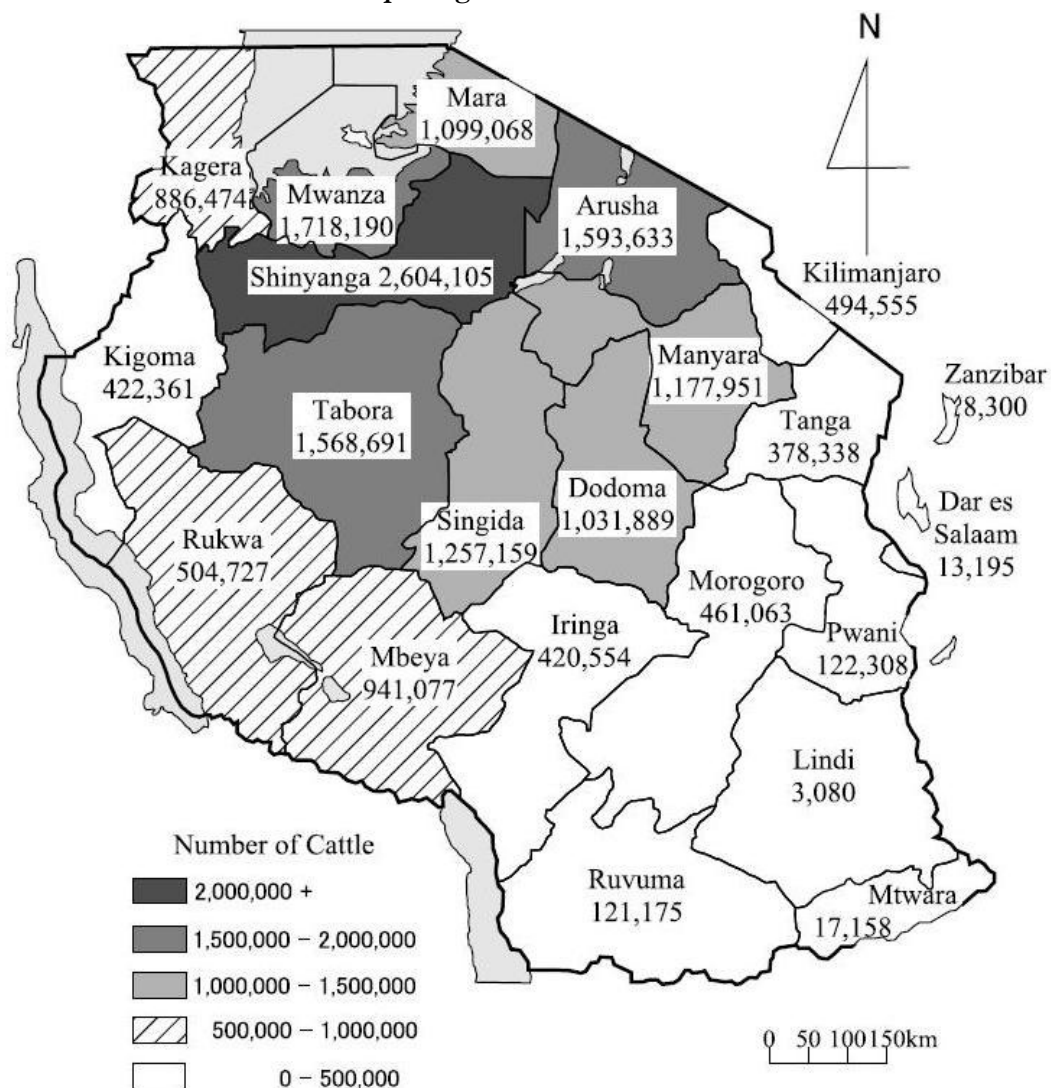 N
Mara
1,099,068
Kagera
886,474
Mwanza
1,718,190
Arusha
1,593,633
Shinyanga 2,604,105
Kilimanjaro
494,555
Kigoma
422,361
Manyara
1,177,951
Zanzibar
8,300
Tabora
1,568,691
Tanga
378,338
Dodoma
1,031,889
Dar es
Salaam
13,195
Singida
1,257,159
Rukwa
504,727
Morogoro
461,063
Iringa
420,554
Pwani
122,308
Mbeya
941,077
Lindi
3,080
Number of Cattle
2,000,000 +
1,500,000 – 2,000,000
1,000,000 – 1,500,000
500,000 – 1,000,000
0 – 500,000
Ruvuma
121,175
Mtwara
17,158
0 50 100 150km